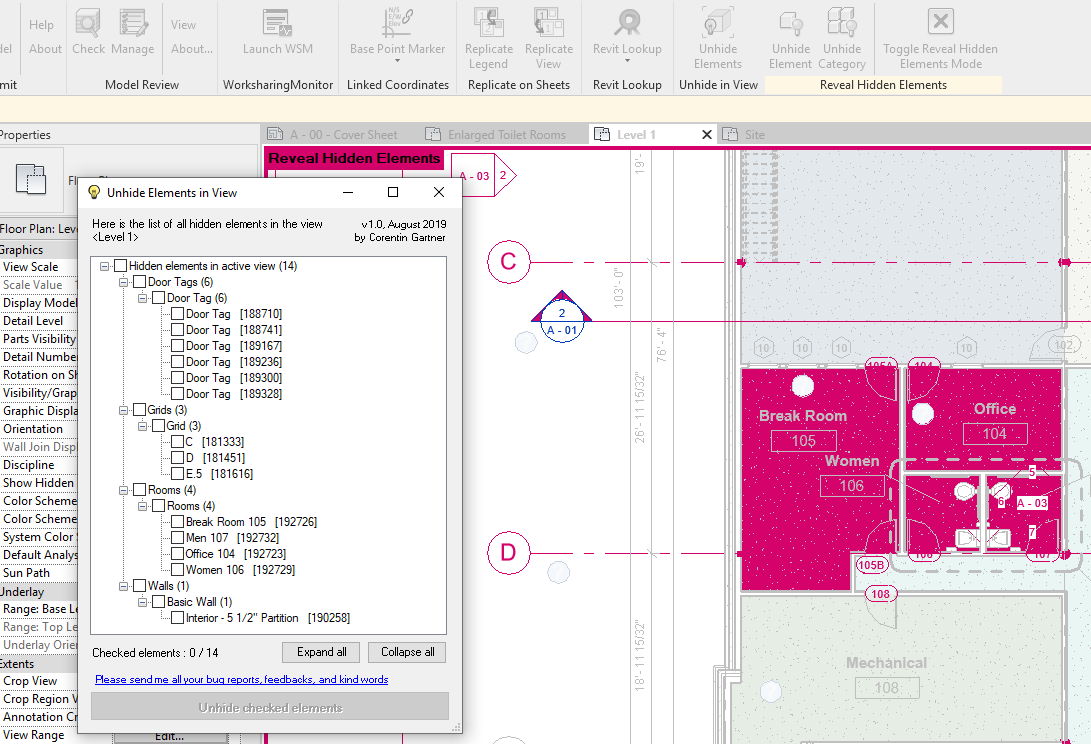 Help
View
About
Check
Manage
About...
Launch WSM
Base Point Marker
Replicate Legend
Replicate View
Revit Lookup
Unhide Elements
Unhide Element
Unhide Category
Toggle Reveal Hidden Elements Mode
Model Review
WorksharingMonitor
Linked Coordinates
Replicate on Sheets
Revit Lookup
Unhide in View
Reveal Hidden Elements
Properties
A - 00 - Cover Sheet
Enlarged Toilet Rooms
Level 1
Site
Floor Plan: Leve
Graphics
View Scale
Scale Value
Display Model
Detail Level
Parts Visibility
Detail Number
Rotation on Sh
Visibility/Grap
Graphic Displa
Orientation
Wall Join Disp
Discipline
Show Hidden
Color Scheme
Color Scheme
System Color
Default Analys
Sun Path
Underlay
Range: Base Le
Range: Top Le
Underlay Orier
Extents
Crop View
Crop Region V
Annotation Cr
View Range
Edit...
Unhide Elements in View
Here is the list of all hidden elements in the view
<Level 1>
v1.0, August 2019
by Corentin Gartner
Hidden elements in active view (14)
Door Tags (6)
Door Tag (6)
Door Tag [188710]
Door Tag [188741]
Door Tag [189167]
Door Tag [189236]
Door Tag [189300]
Door Tag [189328]
Grids (3)
Grid (3)
C [181333]
D [181451]
E.5 [181616]
Rooms (4)
Rooms (4)
Break Room 105 [192726]
Men 107 [192732]
Office 104 [192723]
Women 106 [192729]
Walls (1)
Basic Wall (1)
Interior - 5 1/2" Partition [190258]
Checked elements : 0 / 14
Expand all
Collapse all
Please send me all your bug reports, feedbacks, and kind words
Unhide checked elements
Reveal Hidden Elements
A - 03
2
C
2
A - 01
19'-
103'- 0"
76'- 4"
26'- 11 15/32"
18'- 11 15/32"
10
10
10
10
102
105A
104
Break Room
105
Office
104
Women
106
5
6
A - 03
7
D
106
107
105B
108
Mechanical
108